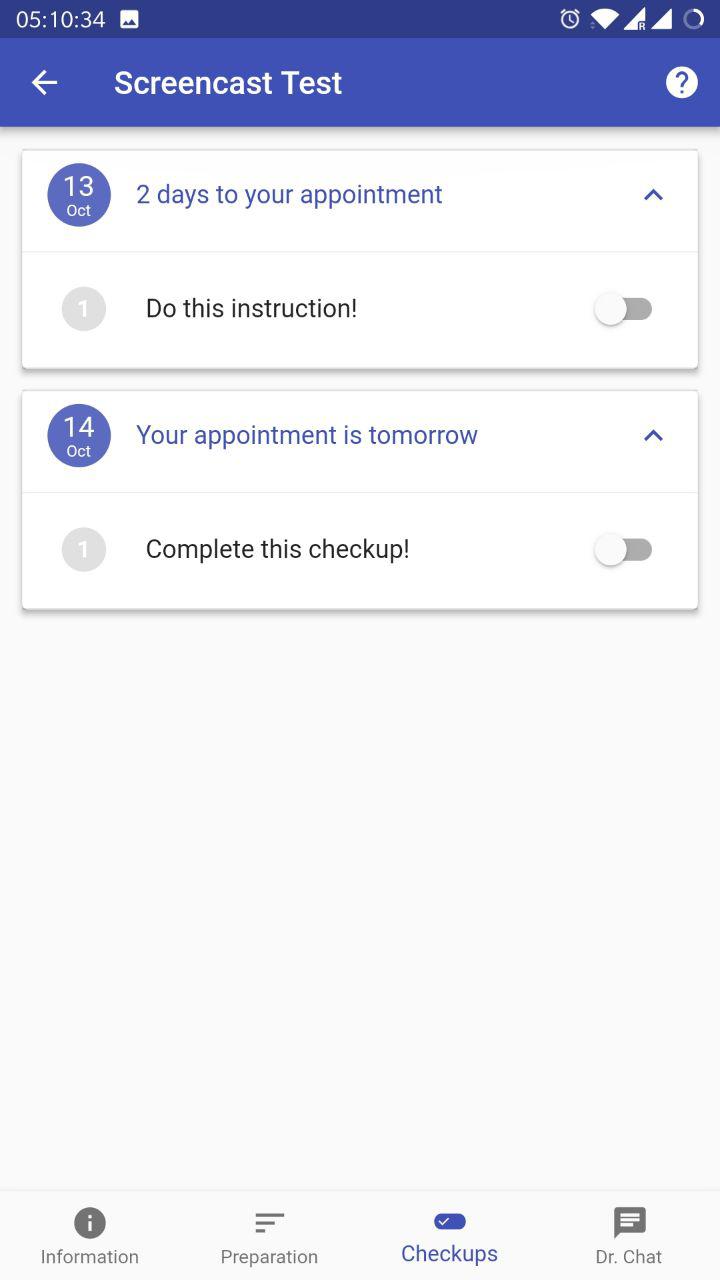 05:10:34
R
Screencast Test
?
13
Oct
2 days to your appointment
1
Do this instruction!
14
Oct
Your appointment is tomorrow
1
Complete this checkup!
Information
Preparation
Checkups
Dr. Chat